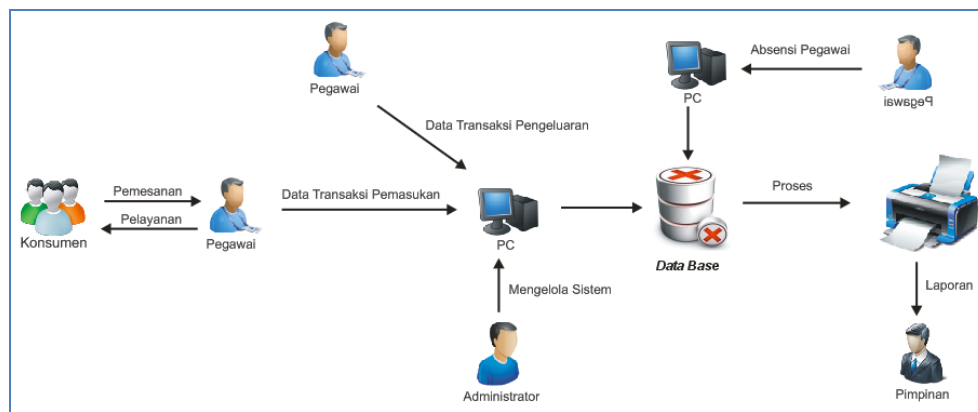 Pegawai
Absensi Pegawai
PC
Pegawai
Data Transaksi Pengeluaran
Pemesanan
Pelayanan
Konsumen
Pegawai
Data Transaksi Pemasukan
PC
Data Base
Proses
Mengelola Sistem
Administrator
Laporan
Pimpinan